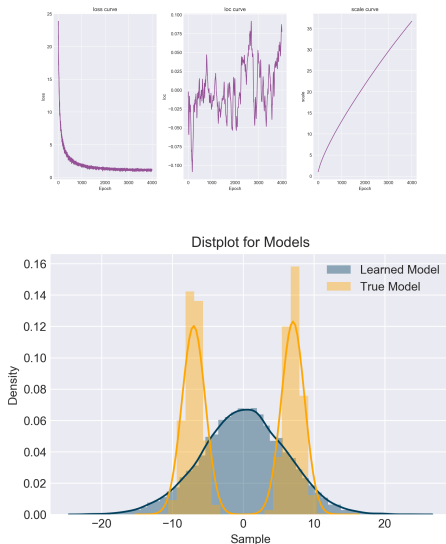 loss curve
loc curve
scale curve
25
20
15
10
5
0
loss
0 1000 2000 3000 4000
Epoch
0.100
0.075
0.050
0.025
0.000
−0.025
−0.050
−0.075
−0.100
loc
0 1000 2000 3000 4000
Epoch
35
30
25
20
15
10
5
0
scale
0 1000 2000 3000 4000
Epoch
Distplot for Models
Learned Model
True Model
0.16
0.14
0.12
0.10
0.08
0.06
0.04
0.02
0.00
Density
−20 −10 0 10 20
Sample